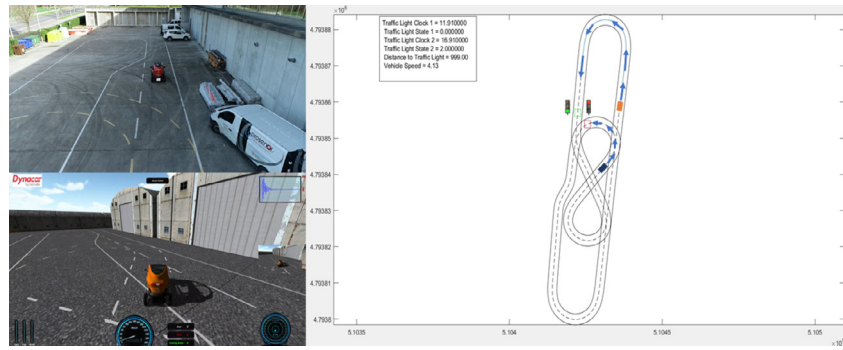 Dynacar
×10⁶
Traffic Light Clock 1 = 11.910000
Traffic Light State 1 = 0.000000
Traffic Light Clock 2 = 16.910000
Traffic Light State 2 = 2.000000
Distance to Traffic Light = 999.00
Vehicle Speed = 4.13
4.79388
4.79387
4.79386
4.79385
4.79384
4.79383
4.79382
4.79381
4.7938
5.1035
5.104
5.1045
5.105